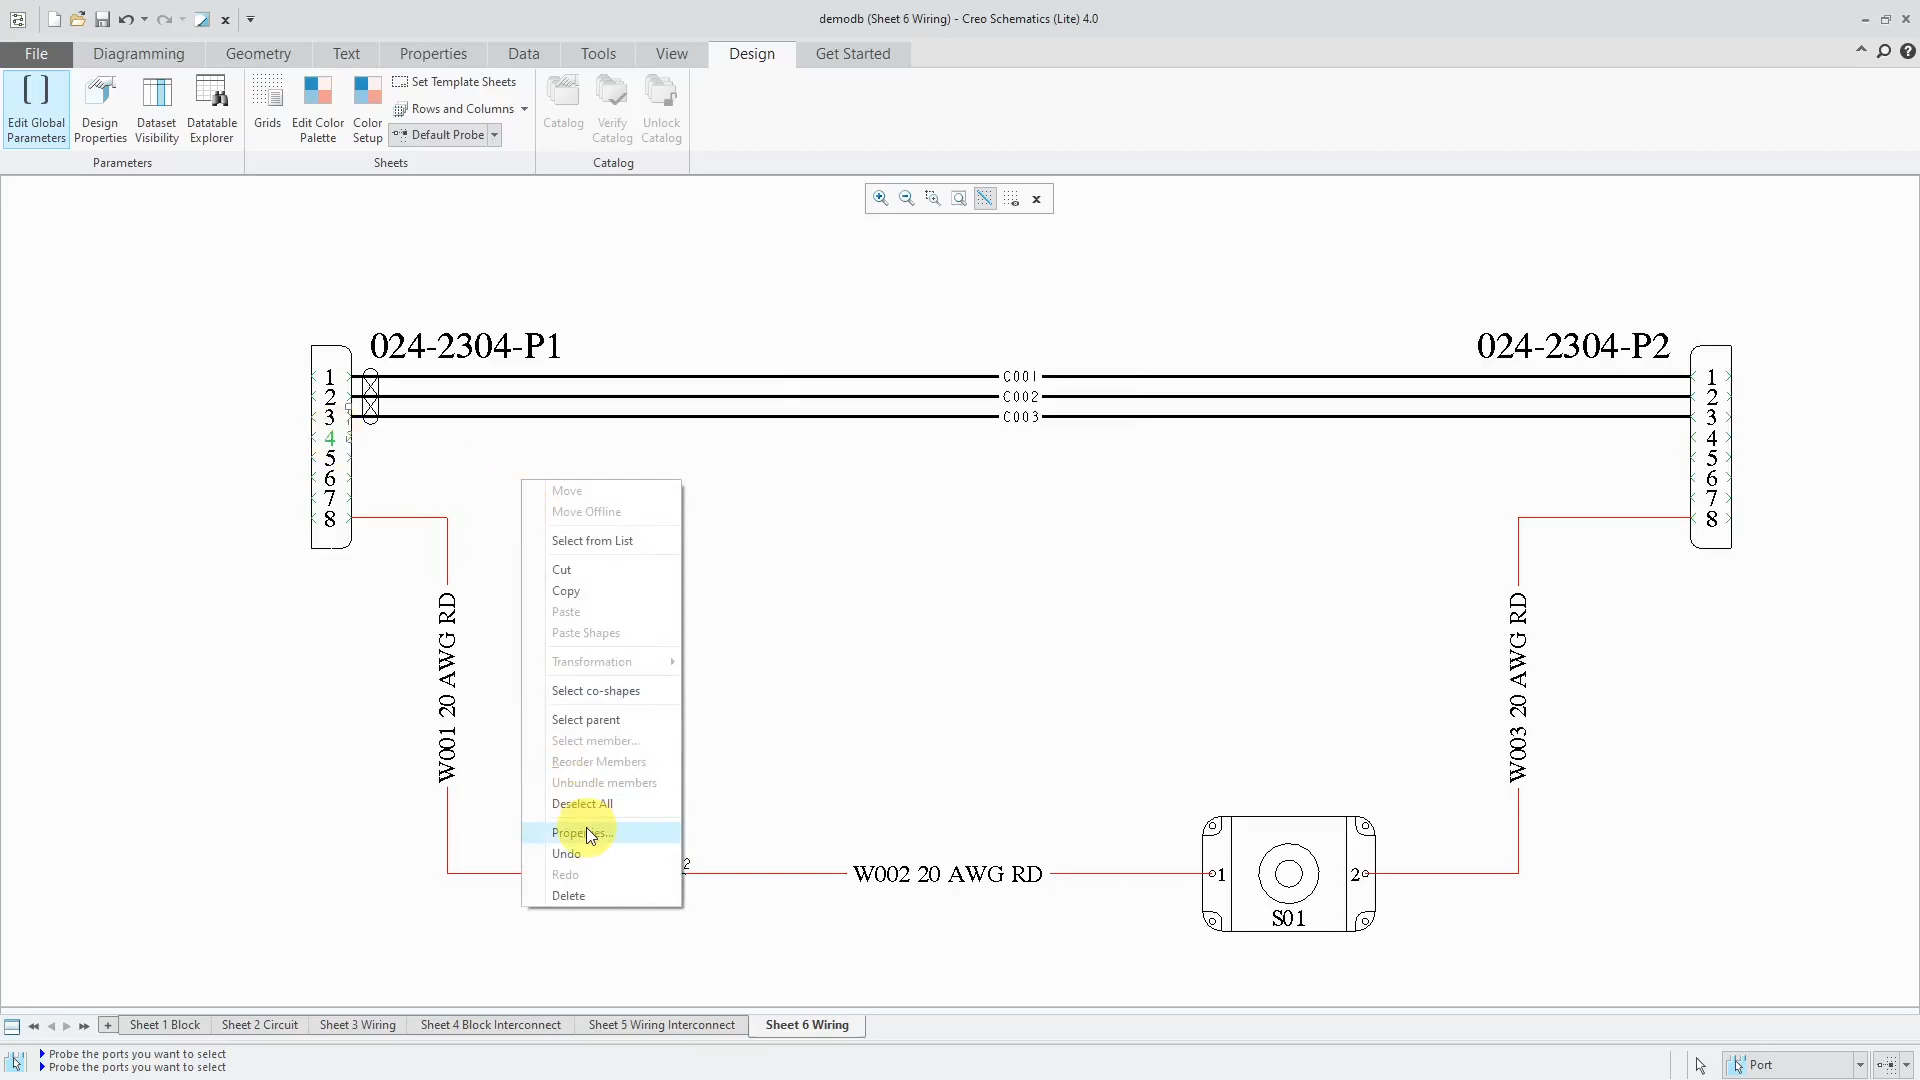 demodb (Sheet 6 Wiring) - Creo Schematics (Lite) 4.0
File
Diagramming
Geometry
Text
Properties
Data
Tools
View
Design
Get Started
Edit Global
Parameters
Design
Properties
Dataset
Visibility
Datatable
Explorer
Parameters
Grids
Edit Color
Palette
Color
Setup
Set Template Sheets
Rows and Columns
Default Probe
Sheets
Catalog
Verify
Catalog
Unlock
Catalog
Catalog
024-2304-P1
024-2304-P2
1
2
3
4
5
6
7
8
C001
C002
C003
1
2
3
4
5
6
7
8
Move
Move Offline
Select from List
Cut
Copy
Paste
Paste Shapes
Transformation
Select co-shapes
Select parent
Select member...
Reorder Members
Unbundle members
Deselect All
Properties...
Undo
Redo
Delete
W001 20 AWG RD
2
W002 20 AWG RD
1
2
S01
W003 20 AWG RD
Sheet 1 Block
Sheet 2 Circuit
Sheet 3 Wiring
Sheet 4 Block Interconnect
Sheet 5 Wiring Interconnect
Sheet 6 Wiring
Probe the ports you want to select
Probe the ports you want to select
Port